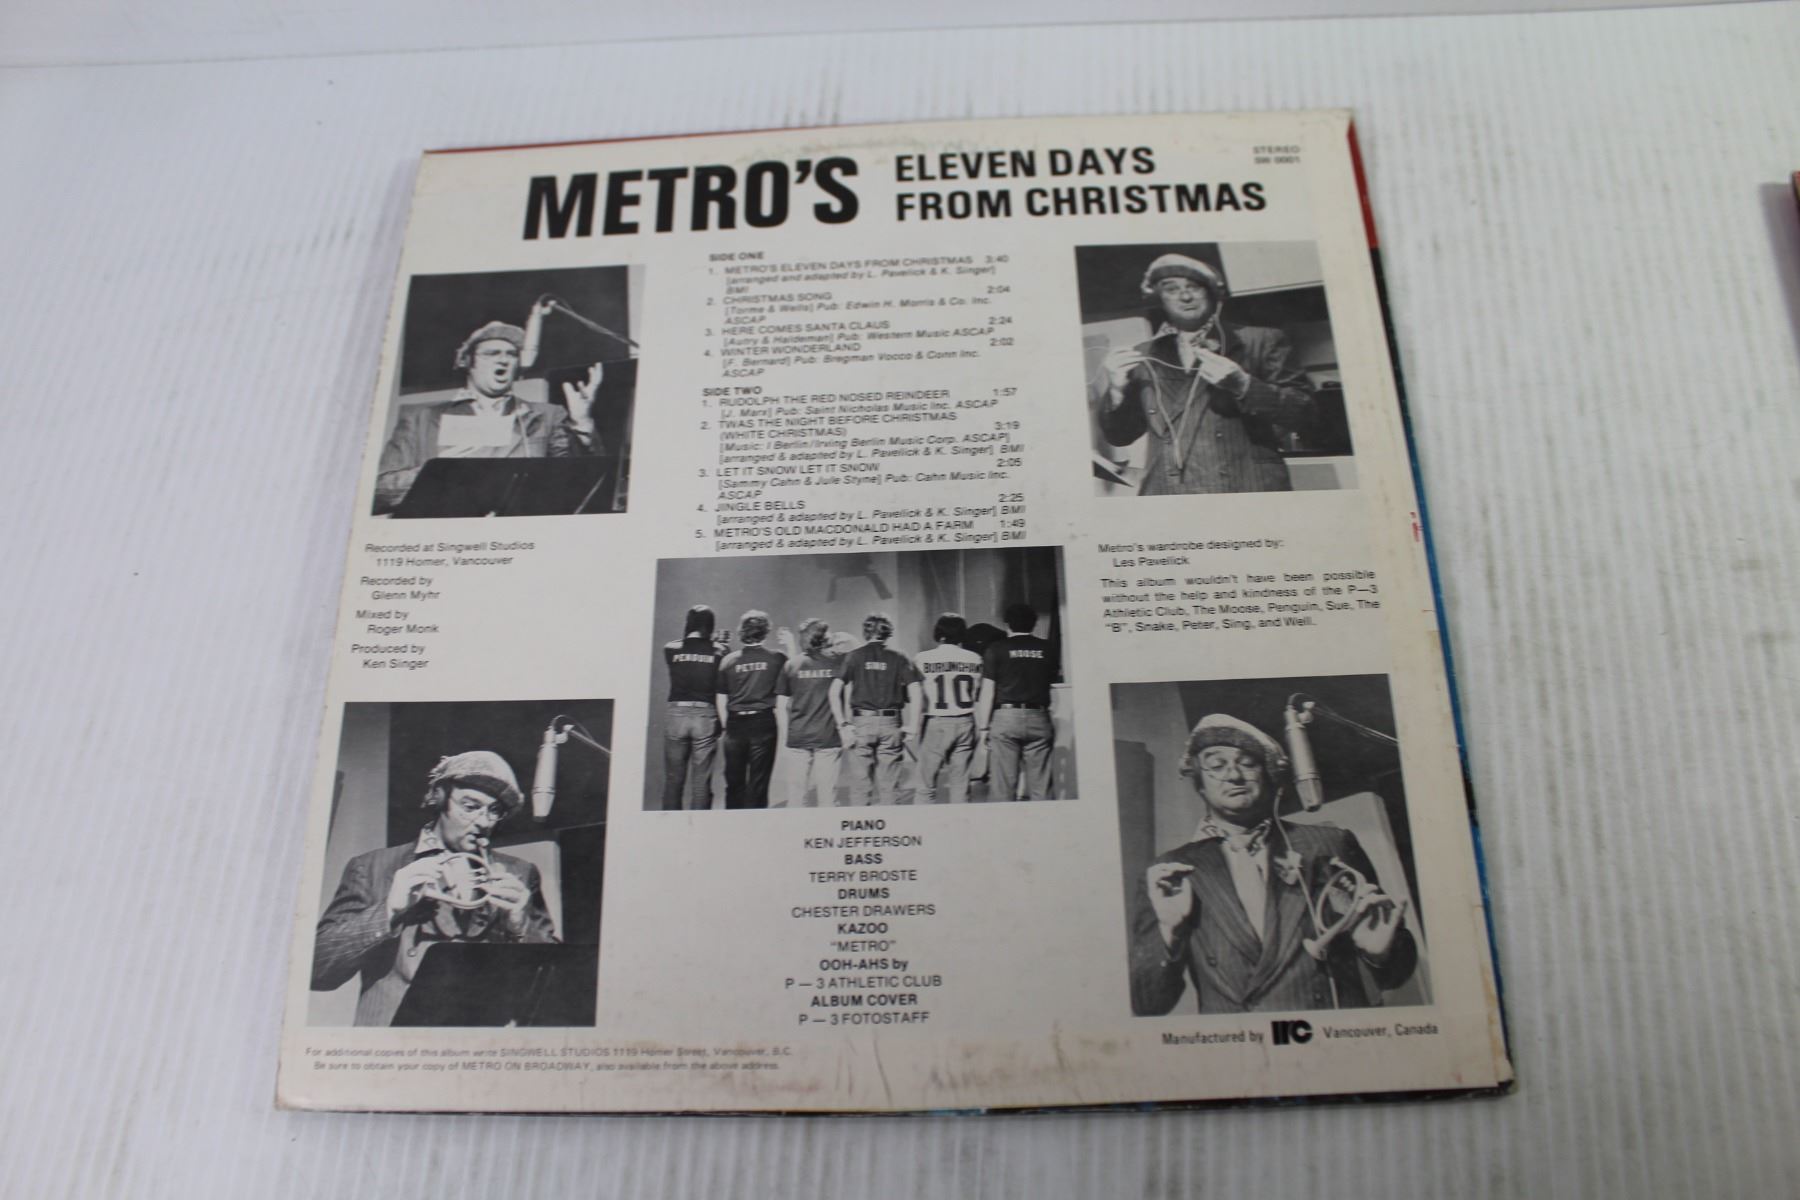 METRO'S
ELEVEN DAYS
FROM CHRISTMAS
STEREO
SW 0001
SIDE ONE
1. METRO'S ELEVEN DAYS FROM CHRISTMAS 3:40
[arranged and adapted by L. Pavelick & K. Singer]
BMI
2. CHRISTMAS SONG 2:04
[Torme & Wells] Pub: Edwin H. Morris & Co. Inc.
ASCAP
3. HERE COMES SANTA CLAUS 2:24
[Autry & Haldeman] Pub: Western Music ASCAP
4. WINTER WONDERLAND 2:02
[F. Bernard] Pub: Bregman Vocco & Conn Inc.
ASCAP
SIDE TWO
1. RUDOLPH THE RED NOSED REINDEER 1:57
[J. Marx] Pub: Saint Nicholas Music Inc. ASCAP
2. TWAS THE NIGHT BEFORE CHRISTMAS
(WHITE CHRISTMAS) 3:19
[Music: I Berlin/Irving Berlin Music Corp. ASCAP]
[arranged & adapted by L. Pavelick & K. Singer] BMI
3. LET IT SNOW LET IT SNOW 2:05
[Sammy Cahn & Jule Styne] Pub: Cahn Music Inc.
ASCAP
4. JINGLE BELLS 2:25
[arranged & adapted by L. Pavelick & K. Singer] BMI
5. METRO'S OLD MACDONALD HAD A FARM 1:49
[arranged & adapted by L. Pavelick & K. Singer] BMI
Recorded at Singwell Studios
1119 Homer, Vancouver
Recorded by
Glenn Myhr
Mixed by
Roger Monk
Produced by
Ken Singer
Metro's wardrobe designed by:
Les Pavelick
This album wouldn't have been possible
without the help and kindness of the P—3
Athletic Club, The Moose, Penguin, Sue, The
"B", Snake, Peter, Sing, and Well.
PENGUIN
PETER
SNAKE
SING
BURLINGHAM
10
MOOSE
PIANO
KEN JEFFERSON
BASS
TERRY BROSTE
DRUMS
CHESTER DRAWERS
KAZOO
"METRO"
OOH-AHS by
P — 3 ATHLETIC CLUB
ALBUM COVER
P — 3 FOTOSTAFF
Manufactured by IRC Vancouver, Canada
For additional copies of this album write SINGWELL STUDIOS 1119 Homer Street, Vancouver, B.C.
Be sure to obtain your copy of METRO ON BROADWAY, also available from the above address.